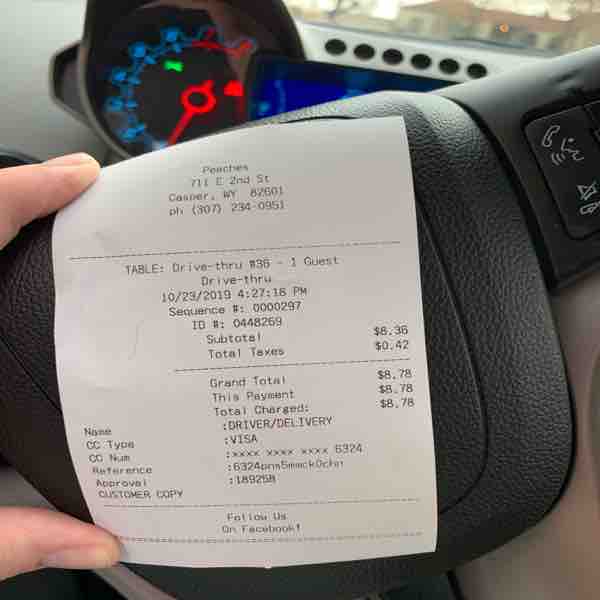 Peaches
711 E 2nd St
Casper, WY 82601
ph (307) 234-0951
TABLE: Drive-thru #36 - 1 Guest
Drive-thru
10/23/2019 4:27:18 PM
Sequence #: 0000297
ID #: 0448269
Subtotal $8.36
Total Taxes $0.42
Grand Total $8.78
This Payment $8.78
Total Charged: $8.78
Name :DRIVER/DELIVERY
CC Type :VISA
CC Num :xxxx xxxx xxxx 6324
Reference
Approval :189258
CUSTOMER COPY
Follow Us
On Facebook!